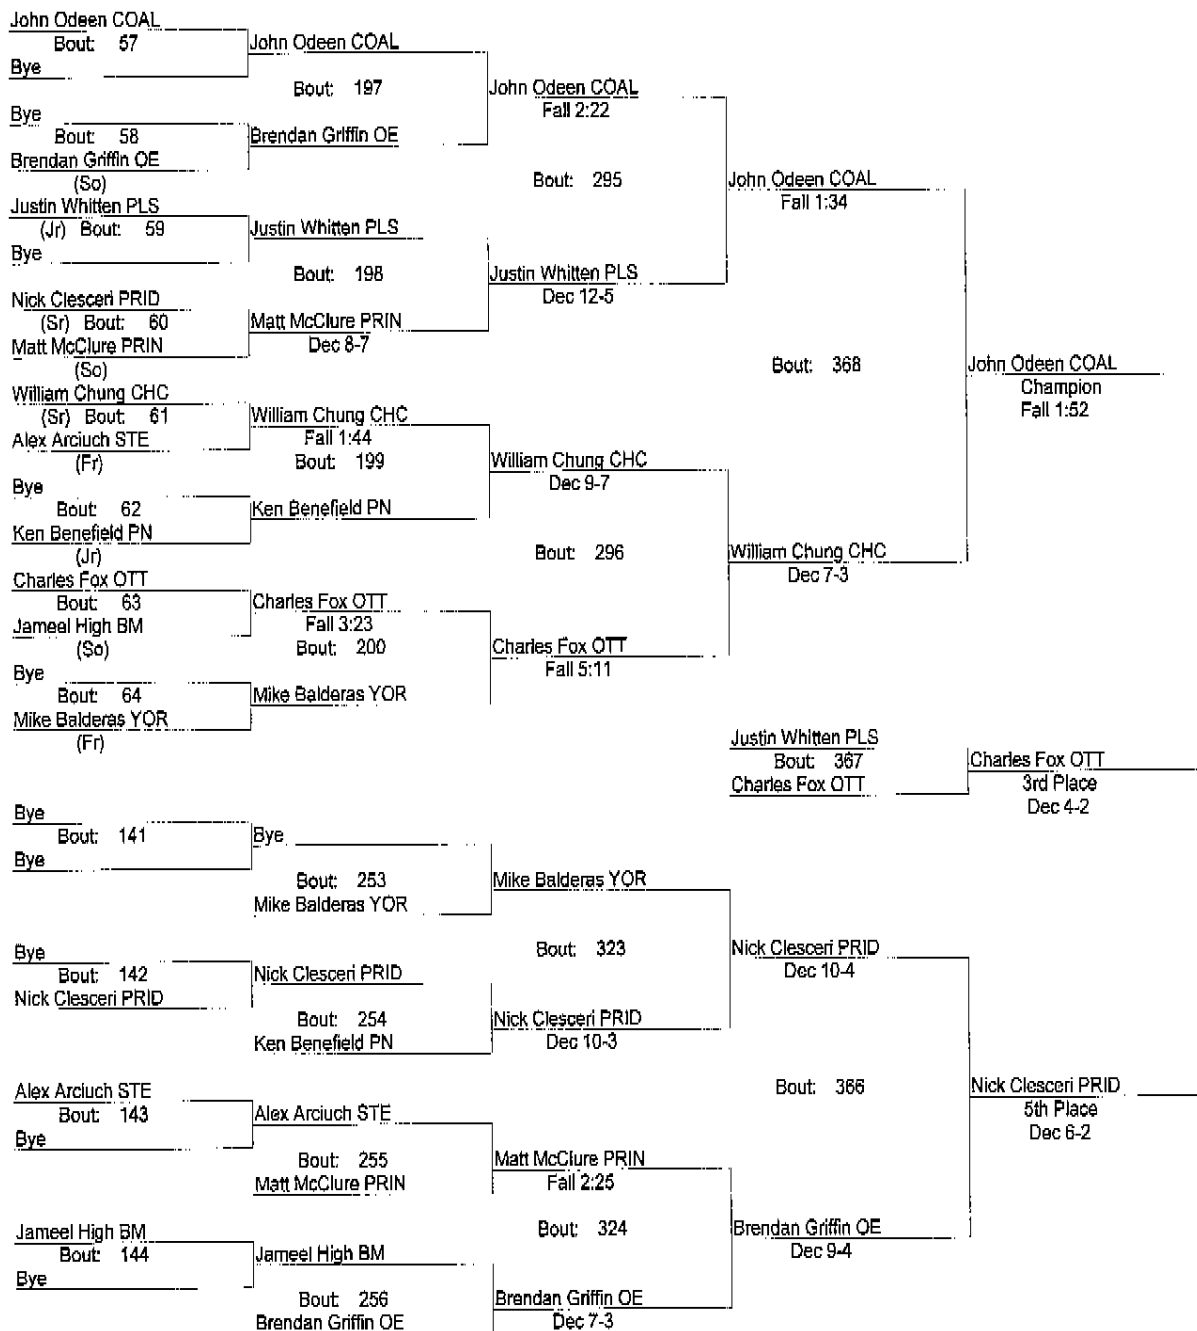 John Odeen COAL
Bout: 57
Bye
John Odeen COAL
Bout: 197
Bye
Bout: 58
Brendan Griffin OE
(So)
Brendan Griffin OE
John Odeen COAL
Fall 2:22
Bout: 295
Justin Whitten PLS
(Jr) Bout: 59
Bye
Justin Whitten PLS
Bout: 198
Nick Clesceri PRID
(Sr) Bout: 60
Matt McClure PRIN
(So)
Matt McClure PRIN
Dec 8-7
Justin Whitten PLS
Dec 12-5
John Odeen COAL
Fall 1:34
Bout: 368
John Odeen COAL
Champion
Fall 1:52
William Chung CHC
(Sr) Bout: 61
Alex Arciuch STE
(Fr)
William Chung CHC
Fall 1:44
Bout: 199
Bye
Bout: 62
Ken Benefield PN
(Jr)
Ken Benefield PN
William Chung CHC
Dec 9-7
Bout: 296
William Chung CHC
Dec 7-3
Charles Fox OTT
Bout: 63
Jameel High BM
(So)
Charles Fox OTT
Fall 3:23
Bout: 200
Bye
Bout: 64
Mike Balderas YOR
(Fr)
Mike Balderas YOR
Charles Fox OTT
Fall 5:11
Justin Whitten PLS
Bout: 367
Charles Fox OTT
Charles Fox OTT
3rd Place
Dec 4-2
Bye
Bout: 141
Bye
Bye
Bout: 253
Mike Balderas YOR
Mike Balderas YOR
Bout: 323
Bye
Bout: 142
Nick Clesceri PRID
Nick Clesceri PRID
Bout: 254
Ken Benefield PN
Nick Clesceri PRID
Dec 10-3
Nick Clesceri PRID
Dec 10-4
Bout: 366
Nick Clesceri PRID
5th Place
Dec 6-2
Alex Arciuch STE
Bout: 143
Bye
Alex Arciuch STE
Bout: 255
Matt McClure PRIN
Matt McClure PRIN
Fall 2:25
Bout: 324
Jameel High BM
Bout: 144
Bye
Jameel High BM
Bout: 256
Brendan Griffin OE
Brendan Griffin OE
Dec 7-3
Brendan Griffin OE
Dec 9-4